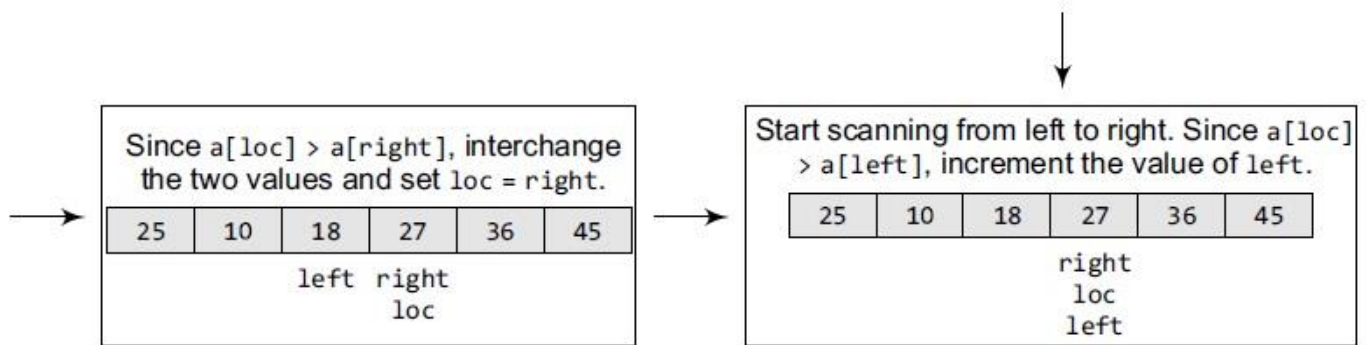 Since a[loc] > a[right], interchange
the two values and set loc = right.
25 10 18 27 36 45
left right
loc
Start scanning from left to right. Since a[loc]
> a[left], increment the value of left.
25 10 18 27 36 45
right
loc
left